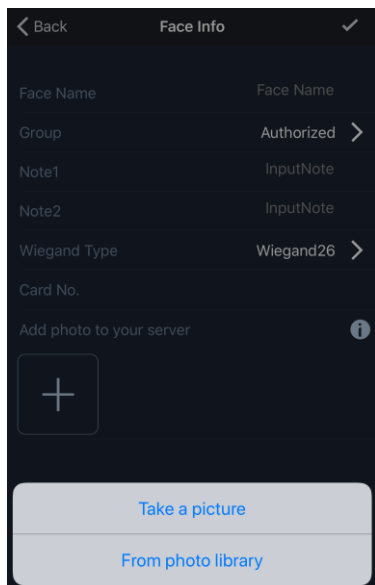 Back Face Info
Face Name Face Name
Group Authorized
Note1 InputNote
Note2 InputNote
Wiegand Type Wiegand26
Card No.
Add photo to your server
Take a picture
From photo library